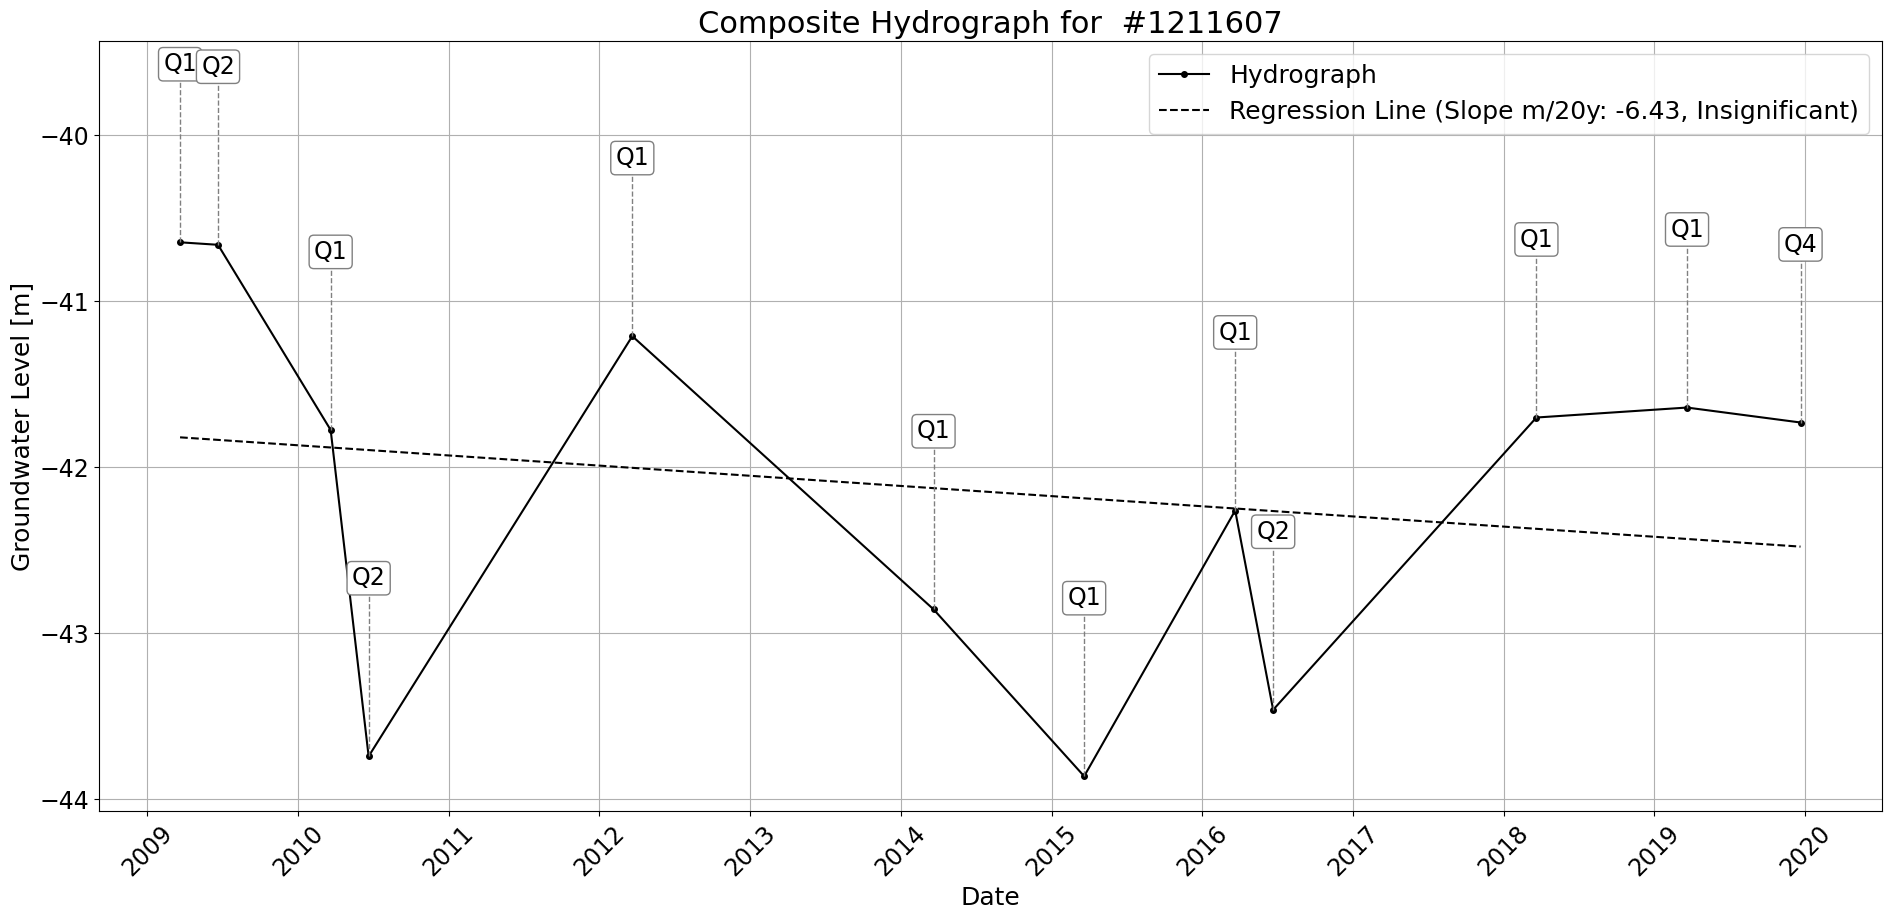 Composite Hydrograph for  #1211607
Hydrograph
Regression Line (Slope m/20y: -6.43, Insignificant)
Q1
Q2
Q1
Q2
Q1
Q1
Q1
Q1
Q2
Q1
Q1
Q4
Groundwater Level [m]
−40
−41
−42
−43
−44
2009
2010
2011
2012
2013
2014
2015
2016
2017
2018
2019
2020
Date